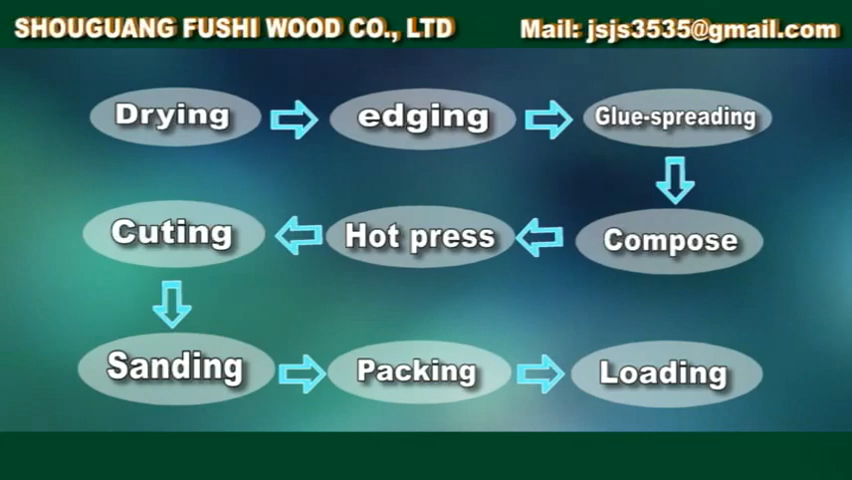 SHOUGUANG FUSHI WOOD CO., LTD
Mail: jsjs3535@gmail.com
Drying
edging
Glue-spreading
Compose
Hot press
Cuting
Sanding
Packing
Loading